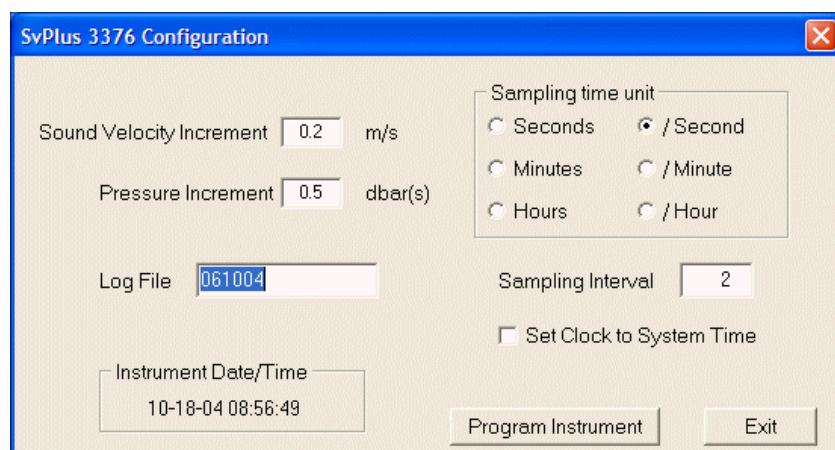 SvPlus 3376 Configuration
Sound Velocity Increment 0.2 m/s
Pressure Increment 0.5 dbar(s)
Sampling time unit
Seconds / Second
Minutes / Minute
Hours / Hour
Log File 061004
Sampling Interval 2
Set Clock to System Time
Instrument Date/Time
10-18-04 08:56:49
Program Instrument Exit